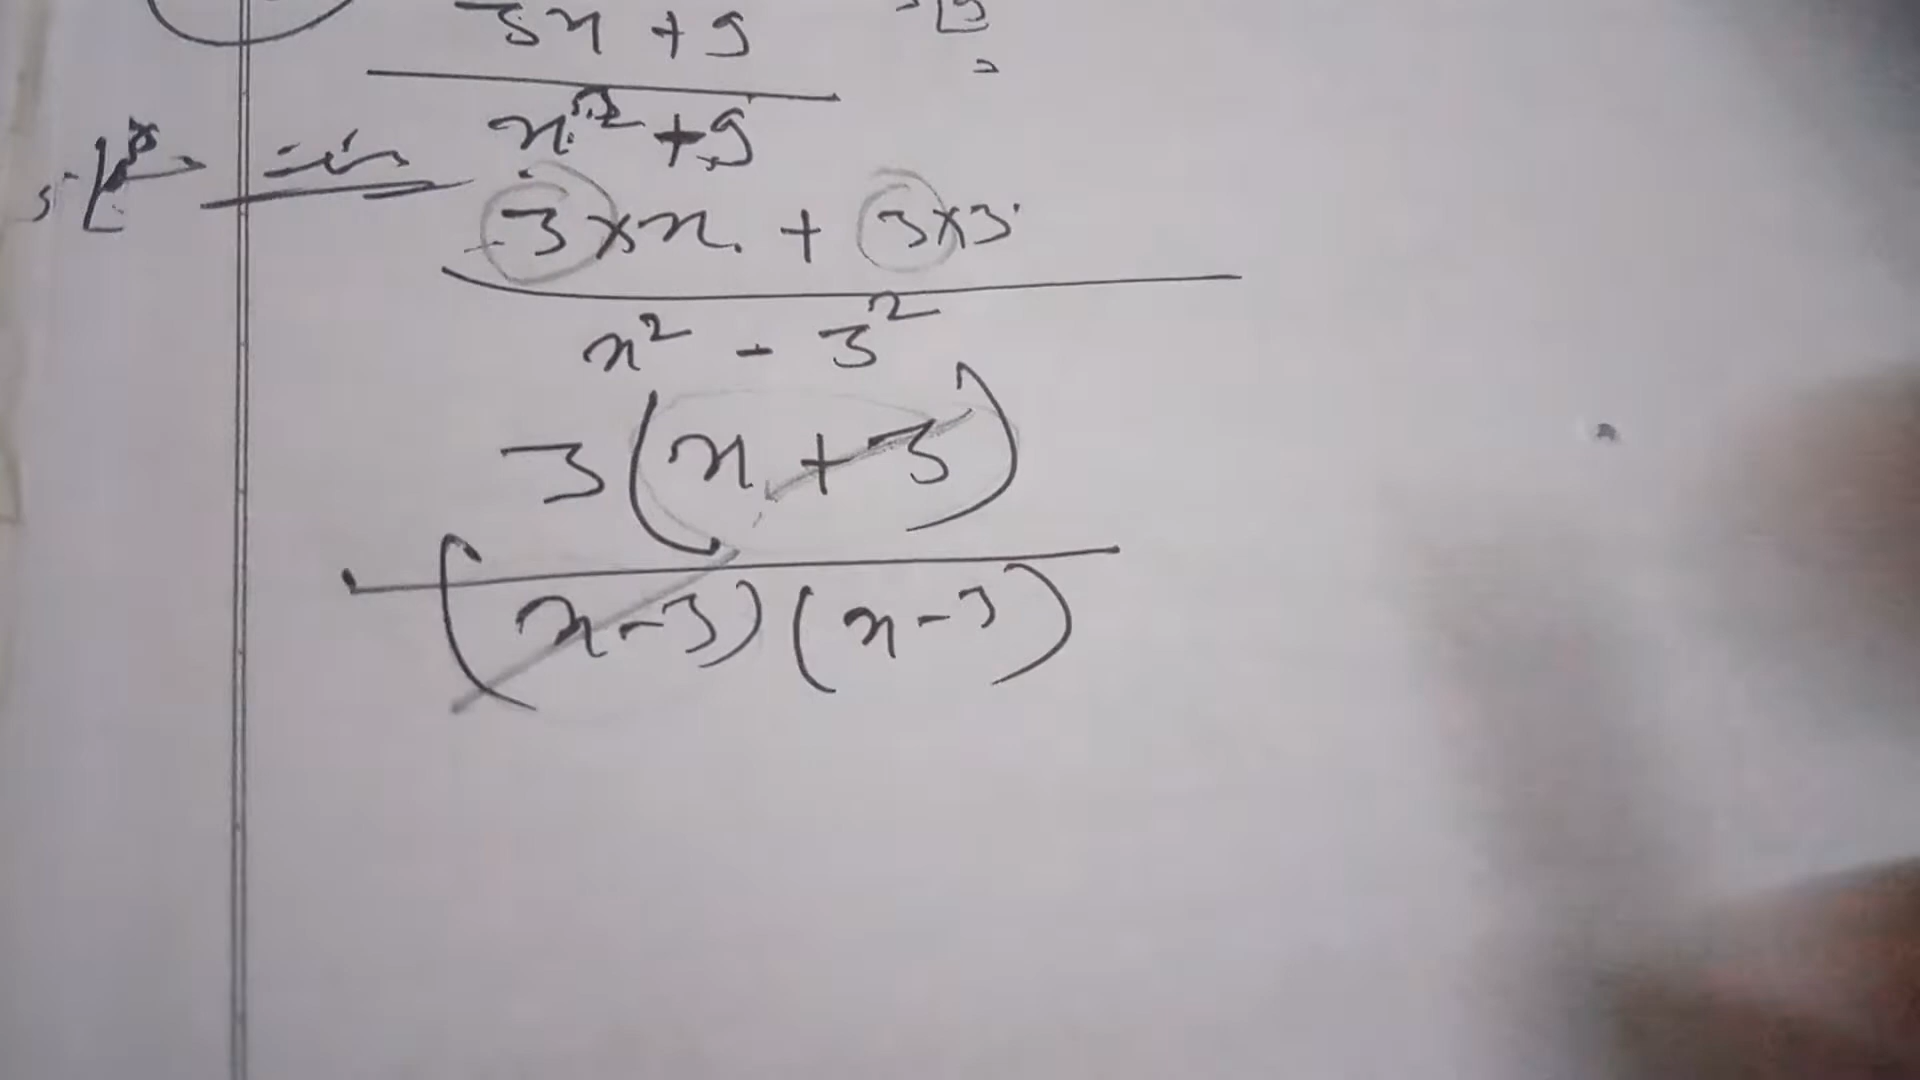 3x + 9
x² + 9
3×x + 3×3
x² - 3²
3(x + 3)
(x-3)(x-3)